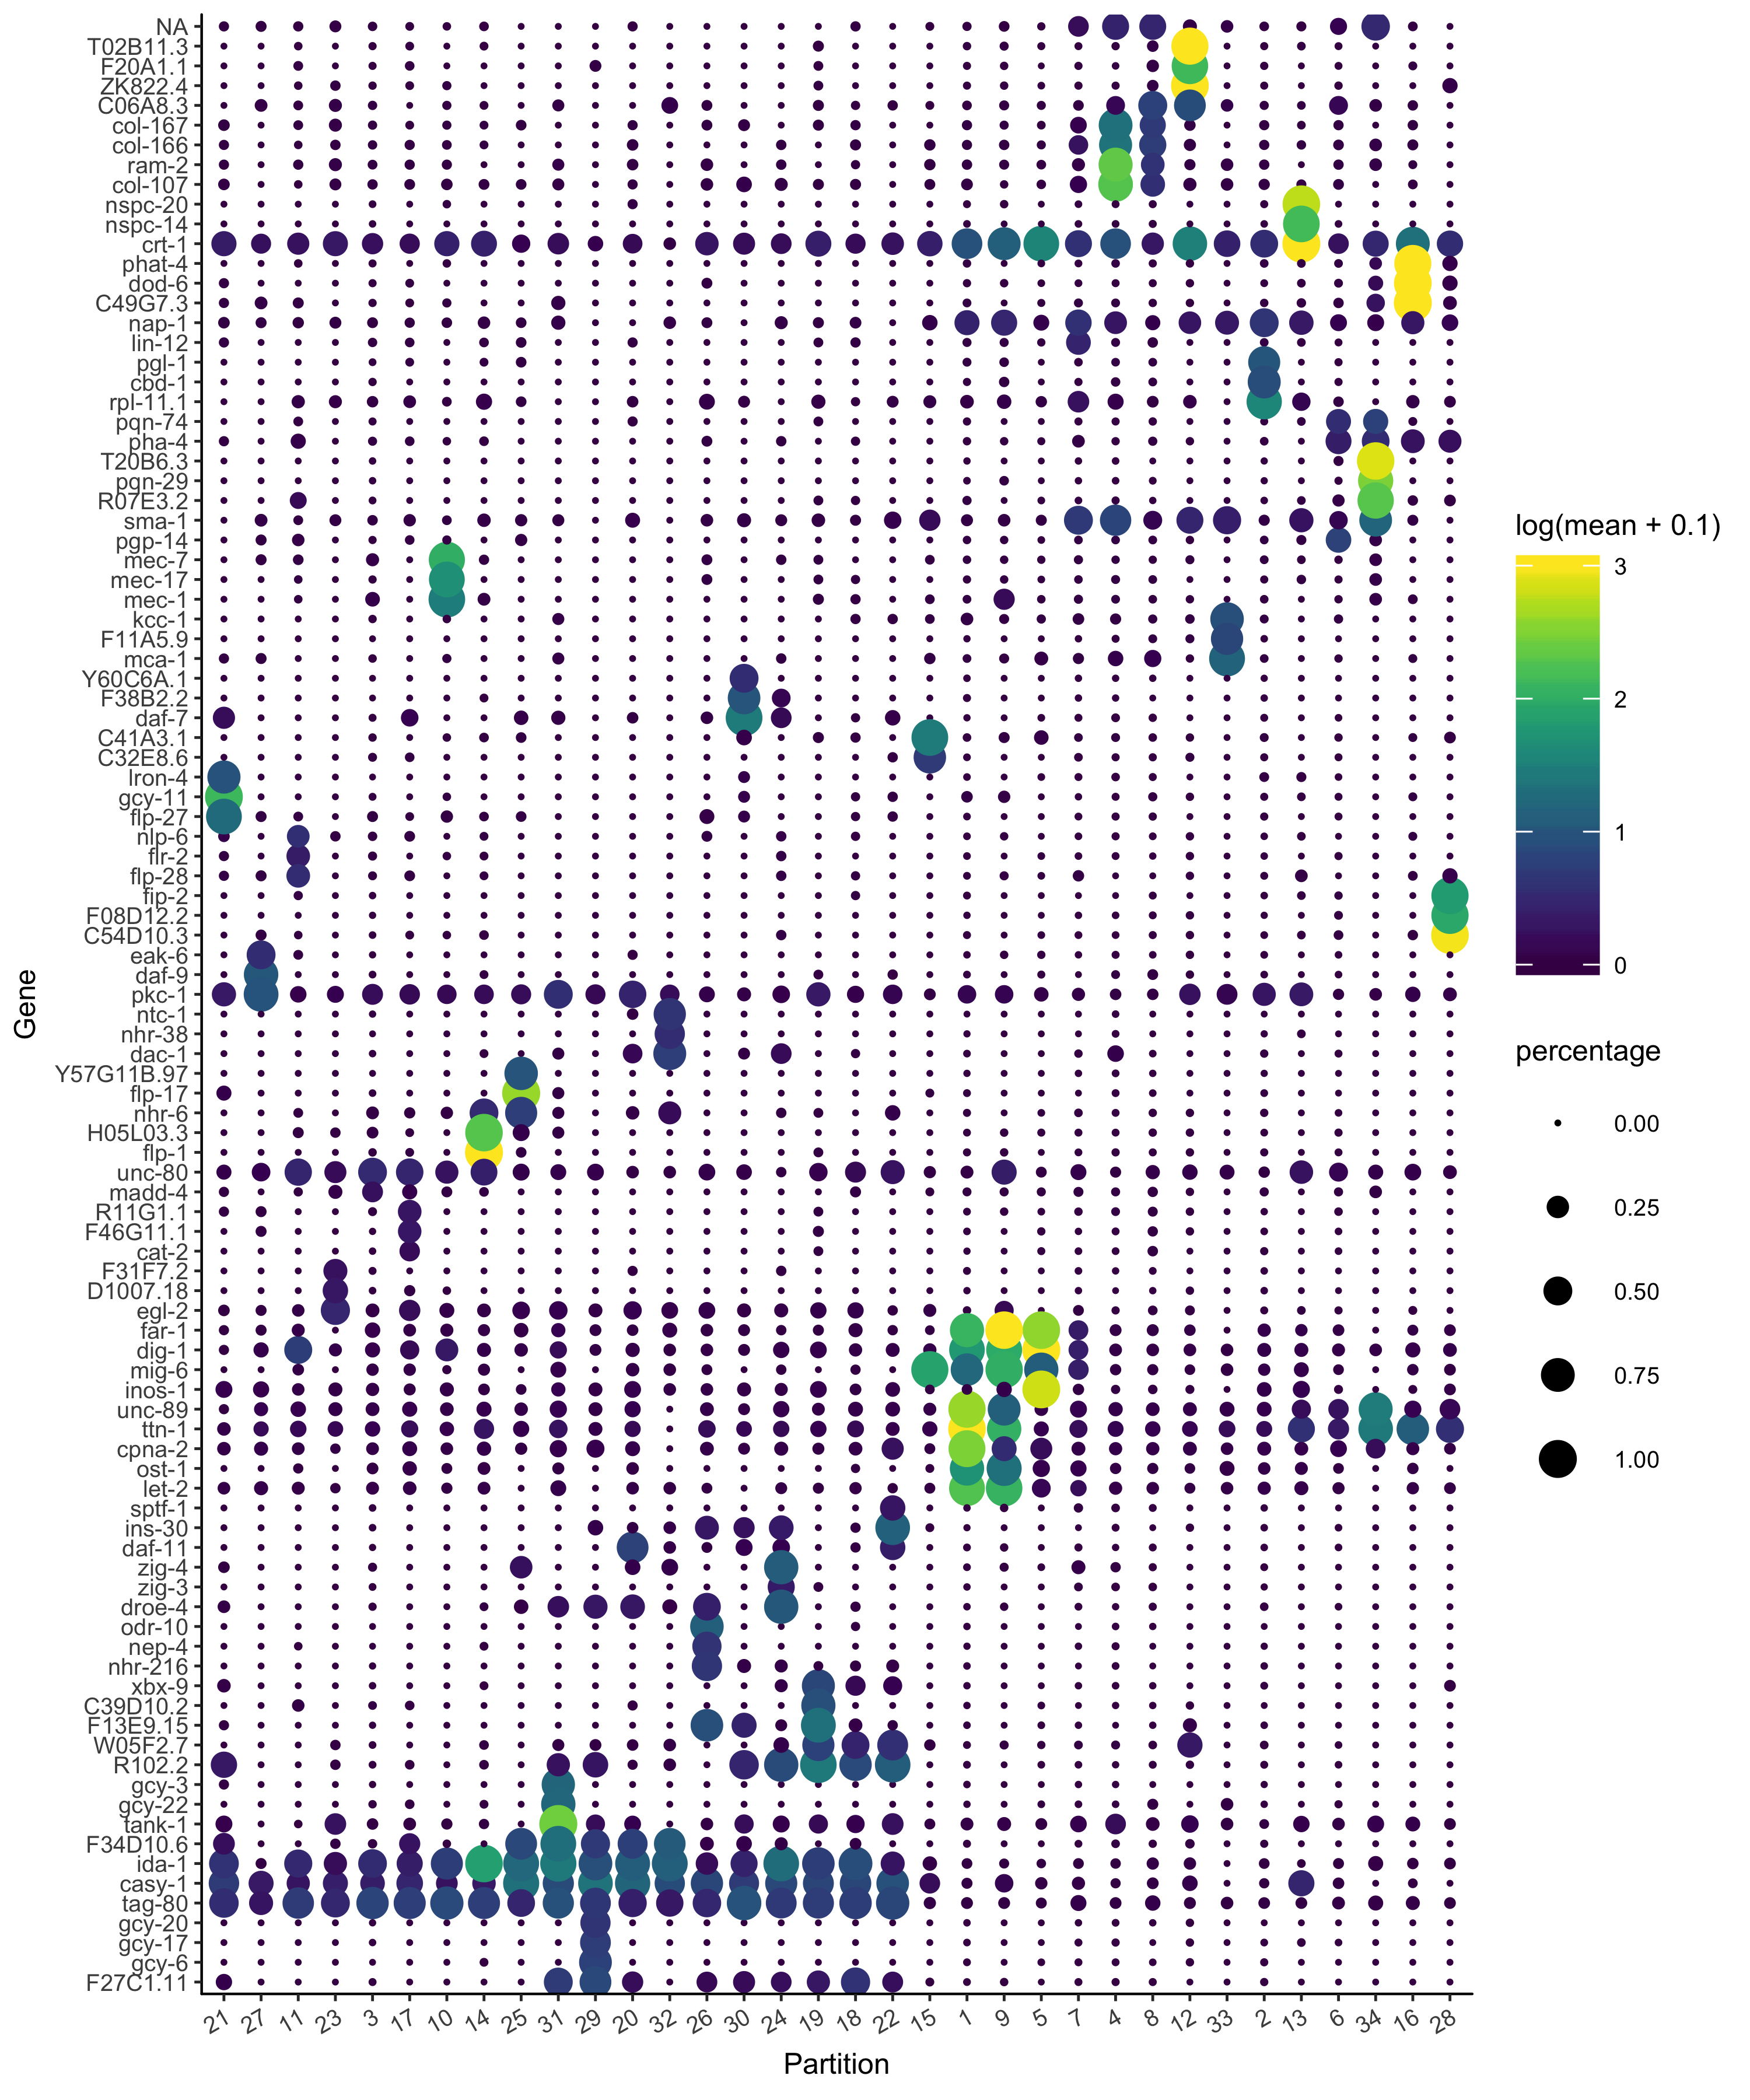 NA
T02B11.3
F20A1.1
ZK822.4
C06A8.3
col-167
col-166
ram-2
col-107
nspc-20
nspc-14
crt-1
phat-4
dod-6
C49G7.3
nap-1
lin-12
pgl-1
cbd-1
rpl-11.1
pqn-74
pha-4
T20B6.3
pqn-29
R07E3.2
sma-1
pgp-14
mec-7
mec-17
mec-1
kcc-1
F11A5.9
mca-1
Y60C6A.1
F38B2.2
daf-7
C41A3.1
C32E8.6
lron-4
gcy-11
flp-27
nlp-6
flr-2
flp-28
fip-2
F08D12.2
C54D10.3
eak-6
daf-9
pkc-1
ntc-1
nhr-38
dac-1
Y57G11B.97
flp-17
nhr-6
H05L03.3
flp-1
unc-80
madd-4
R11G1.1
F46G11.1
cat-2
F31F7.2
D1007.18
egl-2
far-1
dig-1
mig-6
inos-1
unc-89
ttn-1
cpna-2
ost-1
let-2
sptf-1
ins-30
daf-11
zig-4
zig-3
droe-4
odr-10
nep-4
nhr-216
xbx-9
C39D10.2
F13E9.15
W05F2.7
R102.2
gcy-3
gcy-22
tank-1
F34D10.6
ida-1
casy-1
tag-80
gcy-20
gcy-17
gcy-6
F27C1.11
Gene
21 27 11 23 3 17 10 14 25 31 29 20 32 26 30 24 19 18 22 15 1 9 5 7 4 8 12 33 2 13 6 34 16 28
Partition
log(mean + 0.1)
3
2
1
0
percentage
0.00
0.25
0.50
0.75
1.00